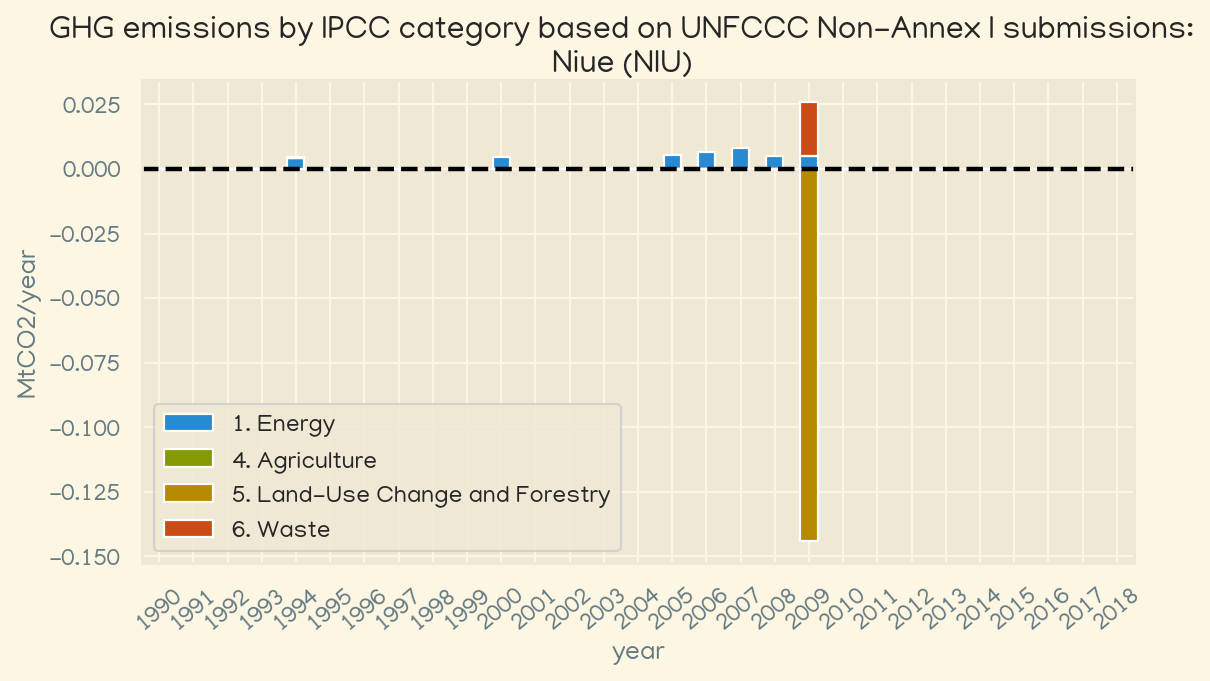 GHG emissions by IPCC category based on UNFCCC Non-Annex I submissions:
Niue (NIU)
MtCO2/year
0.025
0.000
-0.025
-0.050
-0.075
-0.100
-0.125
-0.150
1. Energy
4. Agriculture
5. Land-Use Change and Forestry
6. Waste
1990 1991 1992 1993 1994 1995 1996 1997 1998 1999 2000 2001 2002 2003 2004 2005 2006 2007 2008 2009 2010 2011 2012 2013 2014 2015 2016 2017 2018
year